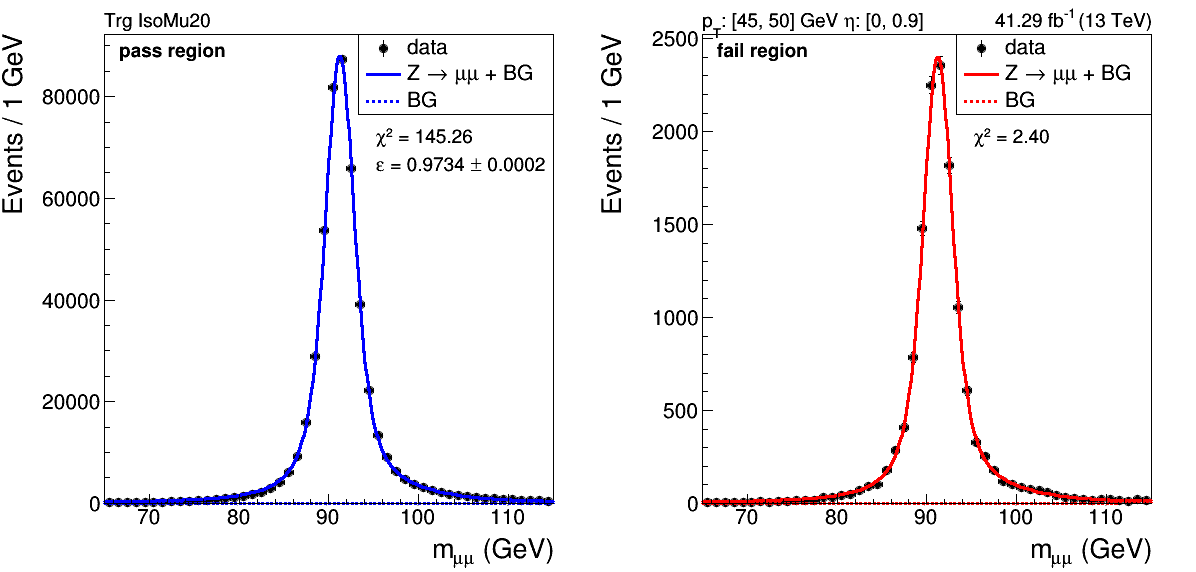 Trg IsoMu20
pass region
data
Z → μμ + BG
BG
χ² = 145.26
ε = 0.9734 ± 0.0002
Events / 1 GeV
80000
60000
40000
20000
0
70 80 90 100 110
m_μμ (GeV)
p_T: [45, 50] GeV η: [0, 0.9] 41.29 fb⁻¹ (13 TeV)
fail region
data
Z → μμ + BG
BG
χ² = 2.40
Events / 1 GeV
2500
2000
1500
1000
500
0
70 80 90 100 110
m_μμ (GeV)